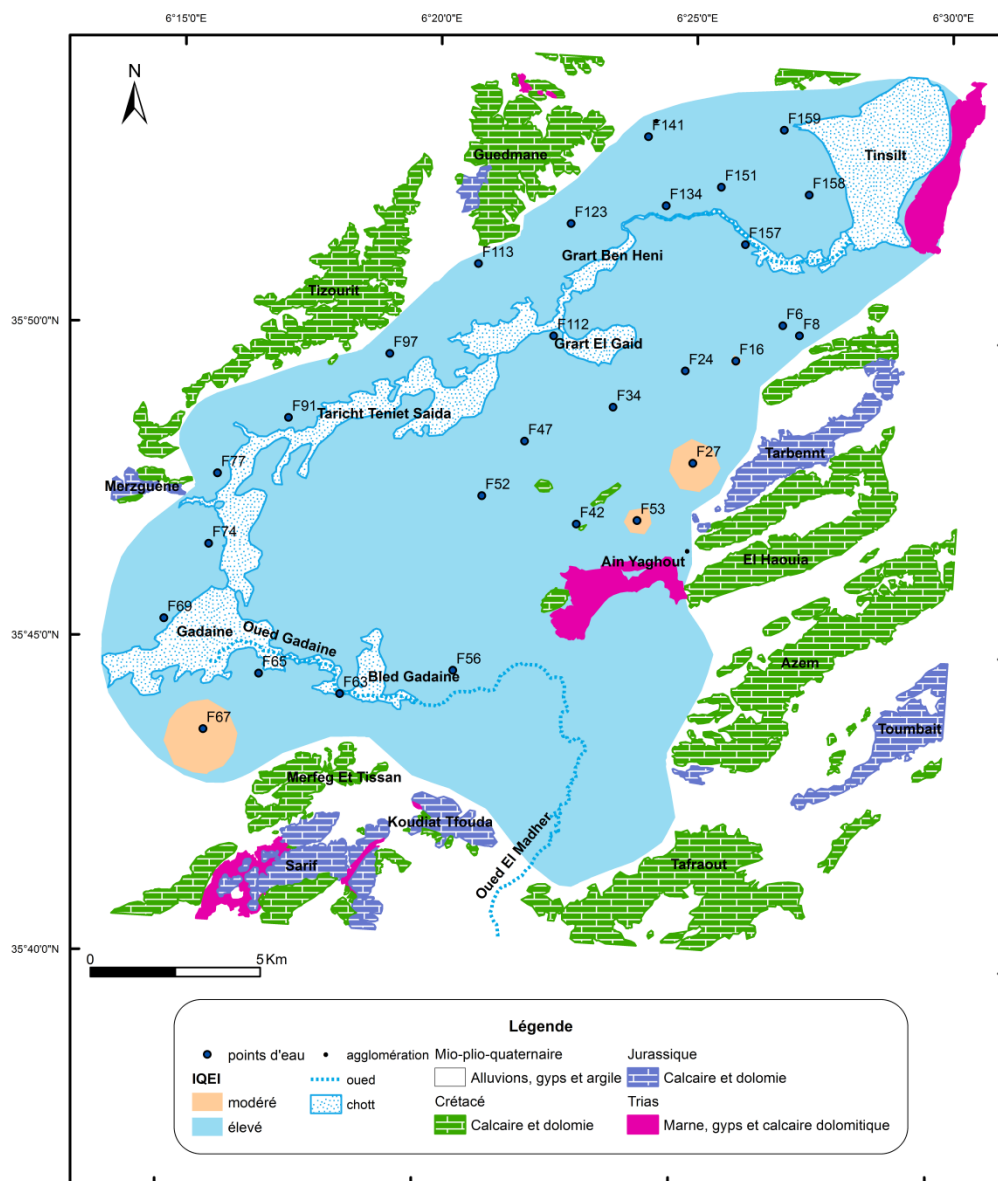 6°15'0"E
6°20'0"E
6°25'0"E
6°30'0"E
N
F141
F159
Guedmane
Tinsilt
F151
F158
F134
F123
F157
Grart Ben Heni
F113
Tizourit
35°50'0"N
F6
F8
F112
Grart El Gaid
F97
F16
F24
Taricht Teniet Saida
F91
F34
F47
F27
Tarbennt
F77
Merzguene
F52
F42
F53
F74
Ain Yaghout
El Haouia
F69
35°45'0"N
Gadaine
Oued Gadaine
F65
F56
Azem
Bled Gadaine
F63
F67
Toumbait
Merfeg Et Tissan
Koudiat Tfouda
Oued El Madher
Sarif
Tafraout
35°40'0"N
0
5Km
Légende
points d'eau
agglomération
Mio-plio-quaternaire
Jurassique
IQEI
oued
Alluvions, gyps et argile
Calcaire et dolomie
modéré
chott
Crétacé
Trias
élevé
Calcaire et dolomie
Marne, gyps et calcaire dolomitique